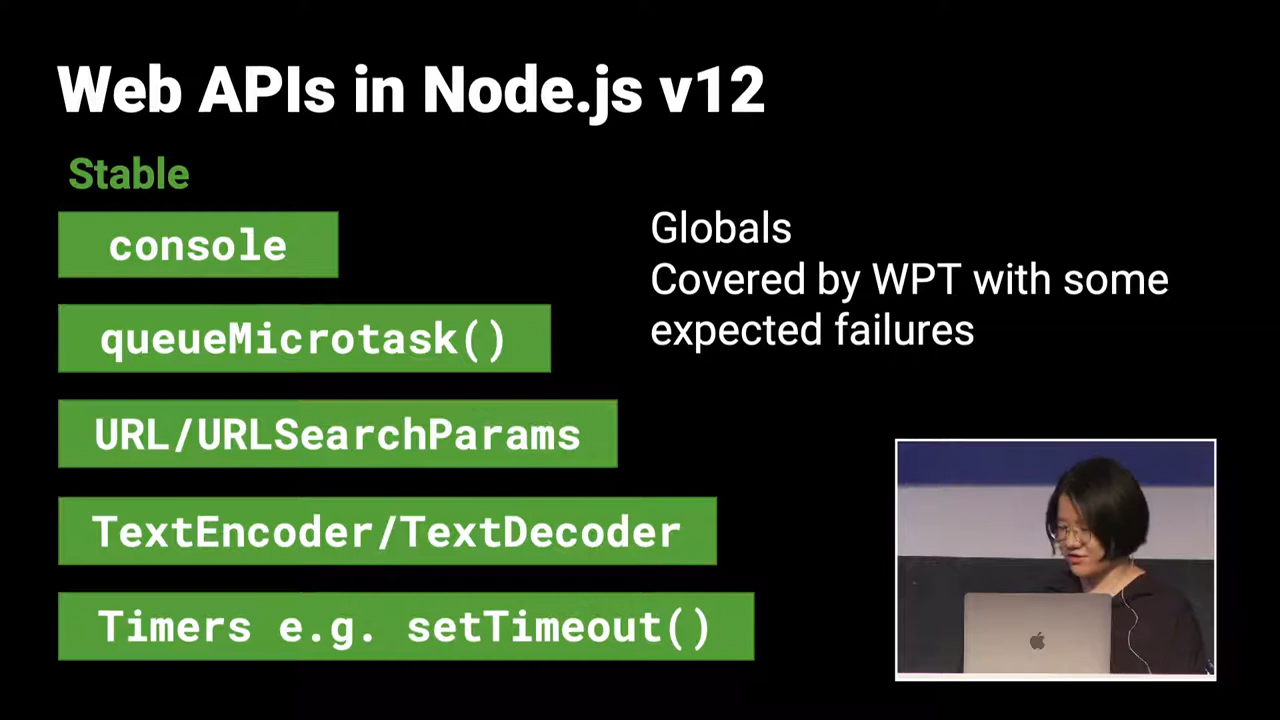 Web APIs in Node.js v12
Stable
console
queueMicrotask()
URL/URLSearchParams
TextEncoder/TextDecoder
Timers e.g. setTimeout()
Globals
Covered by WPT with some
expected failures